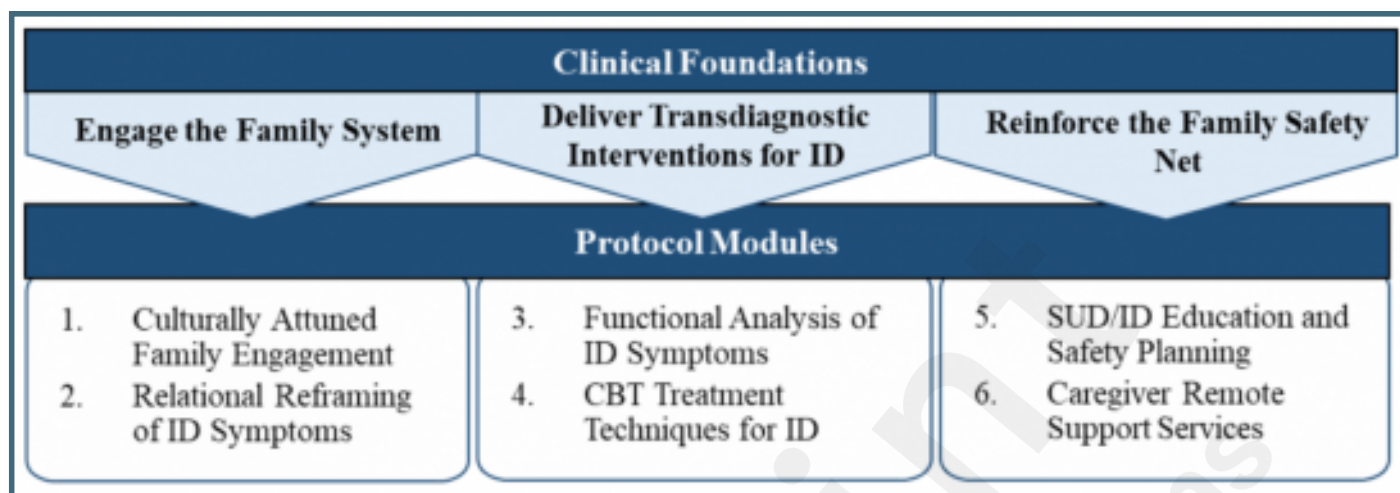 Clinical Foundations
Engage the Family System
Deliver Transdiagnostic
Interventions for ID
Reinforce the Family Safety
Net
Protocol Modules
1. Culturally Attuned
Family Engagement
2. Relational Reframing
of ID Symptoms
3. Functional Analysis of
ID Symptoms
4. CBT Treatment
Techniques for ID
5. SUD/ID Education and
Safety Planning
6. Caregiver Remote
Support Services